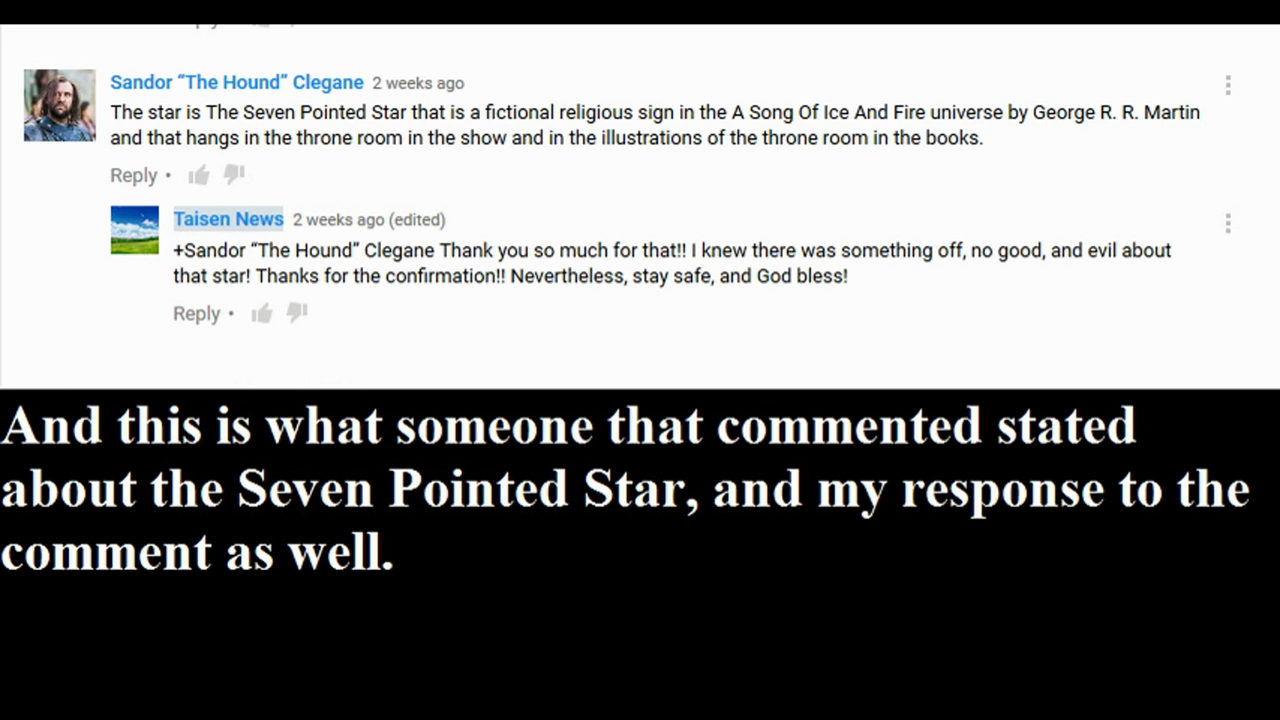 Sandor “The Hound” Clegane 2 weeks ago
The star is The Seven Pointed Star that is a fictional religious sign in the A Song Of Ice And Fire universe by George R. R. Martin
and that hangs in the throne room in the show and in the illustrations of the throne room in the books.
Reply •
Taisen News 2 weeks ago (edited)
+Sandor “The Hound” Clegane Thank you so much for that!! I knew there was something off, no good, and evil about
that star! Thanks for the confirmation!! Nevertheless, stay safe, and God bless!
Reply •
And this is what someone that commented stated
about the Seven Pointed Star, and my response to the
comment as well.